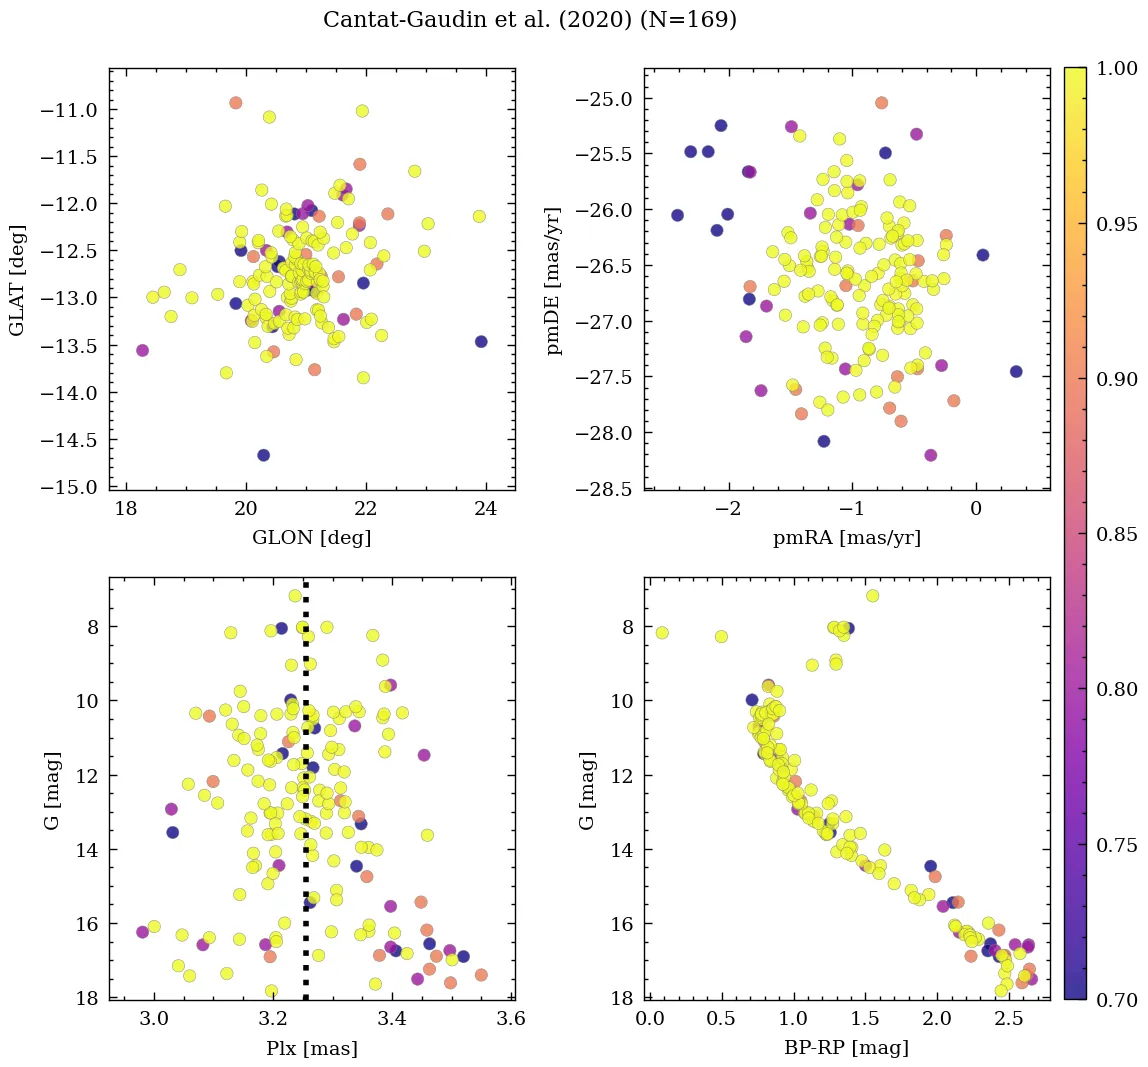 Cantat-Gaudin et al. (2020) (N=169)
−11.0
−11.5
−12.0
−12.5
−13.0
−13.5
−14.0
−14.5
−15.0
GLAT [deg]
18 20 22 24
GLON [deg]
−25.0
−25.5
−26.0
−26.5
−27.0
−27.5
−28.0
−28.5
pmDE [mas/yr]
−2 −1 0
pmRA [mas/yr]
1.00
0.95
0.90
0.85
0.80
0.75
0.70
8
10
12
14
16
18
G [mag]
3.0 3.2 3.4 3.6
Plx [mas]
8
10
12
14
16
18
G [mag]
0.0 0.5 1.0 1.5 2.0 2.5
BP-RP [mag]